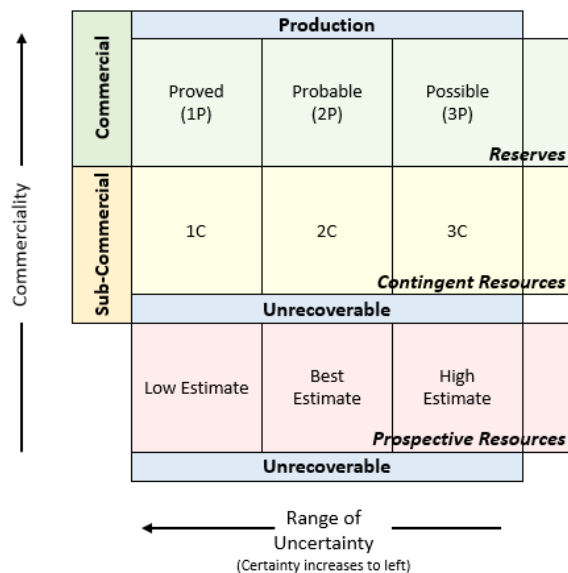 Production
Commercial
Proved
(1P)
Probable
(2P)
Possible
(3P)
Reserves
Commerciality
Sub-Commercial
1C
2C
3C
Contingent Resources
Unrecoverable
Low Estimate
Best
Estimate
High
Estimate
Prospective Resources
Unrecoverable
Range of
Uncertainty
(Certainty increases to left)